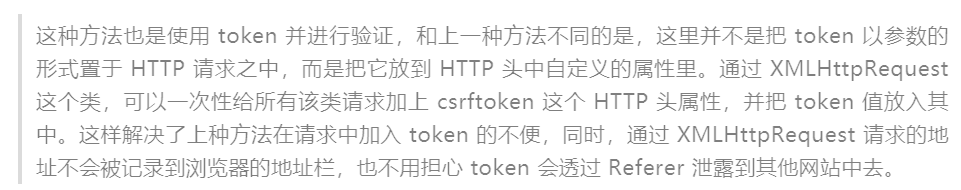 这种方法也是使用 token 并进行验证，和上一种方法不同的是，这里并不是把 token 以参数的
形式置于 HTTP 请求之中，而是把它放到 HTTP 头中自定义的属性里。通过 XMLHttpRequest
这个类，可以一次性给所有该类请求加上 csrftoken 这个 HTTP 头属性，并把 token 值放入其
中。这样解决了上种方法在请求中加入 token 的不便，同时，通过 XMLHttpRequest 请求的地
址不会被记录到浏览器的地址栏，也不用担心 token 会透过 Referer 泄露到其他网站中去。